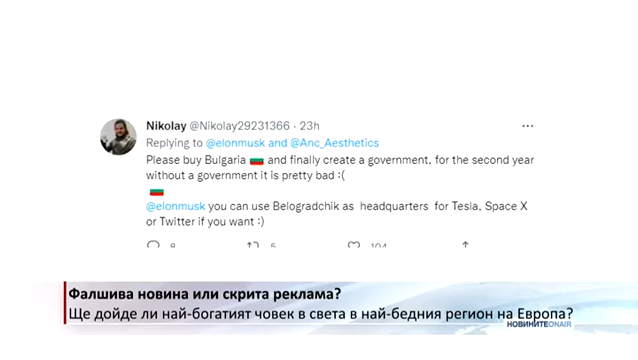 Nikolay @Nikolay29231366 · 23h
Replying to @elonmusk and @Anc_Aesthetics
Please buy Bulgaria 🇧🇬 and finally create a government, for the second year
without a government it is pretty bad :(
🇧🇬
@elonmusk you can use Belogradchik as headquarters for Tesla, Space X
or Twitter if you want :)
8 5 104
Фалшива новина или скрита реклама?
Ще дойде ли най-богатият човек в света в най-бедния регион на Европа?
НОВИНИТЕ ONAIR